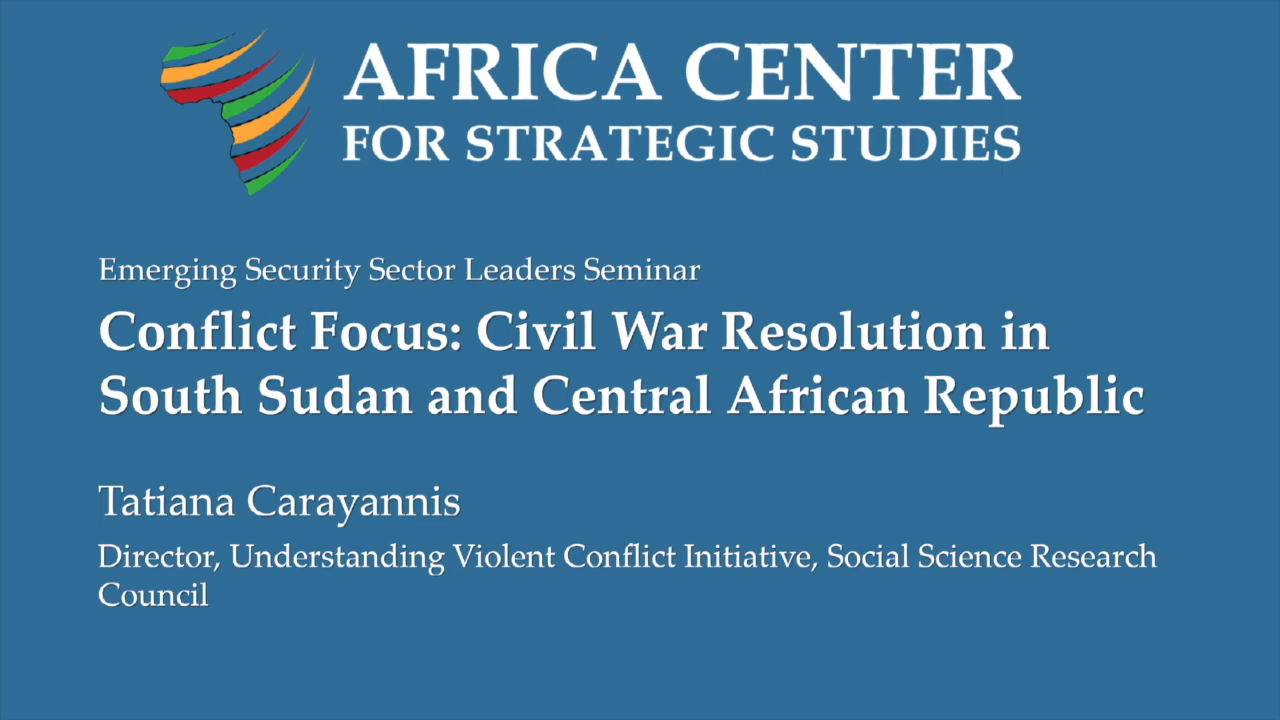 AFRICA CENTER
FOR STRATEGIC STUDIES
Emerging Security Sector Leaders Seminar
Conflict Focus: Civil War Resolution in
South Sudan and Central African Republic
Tatiana Carayannis
Director, Understanding Violent Conflict Initiative, Social Science Research
Council